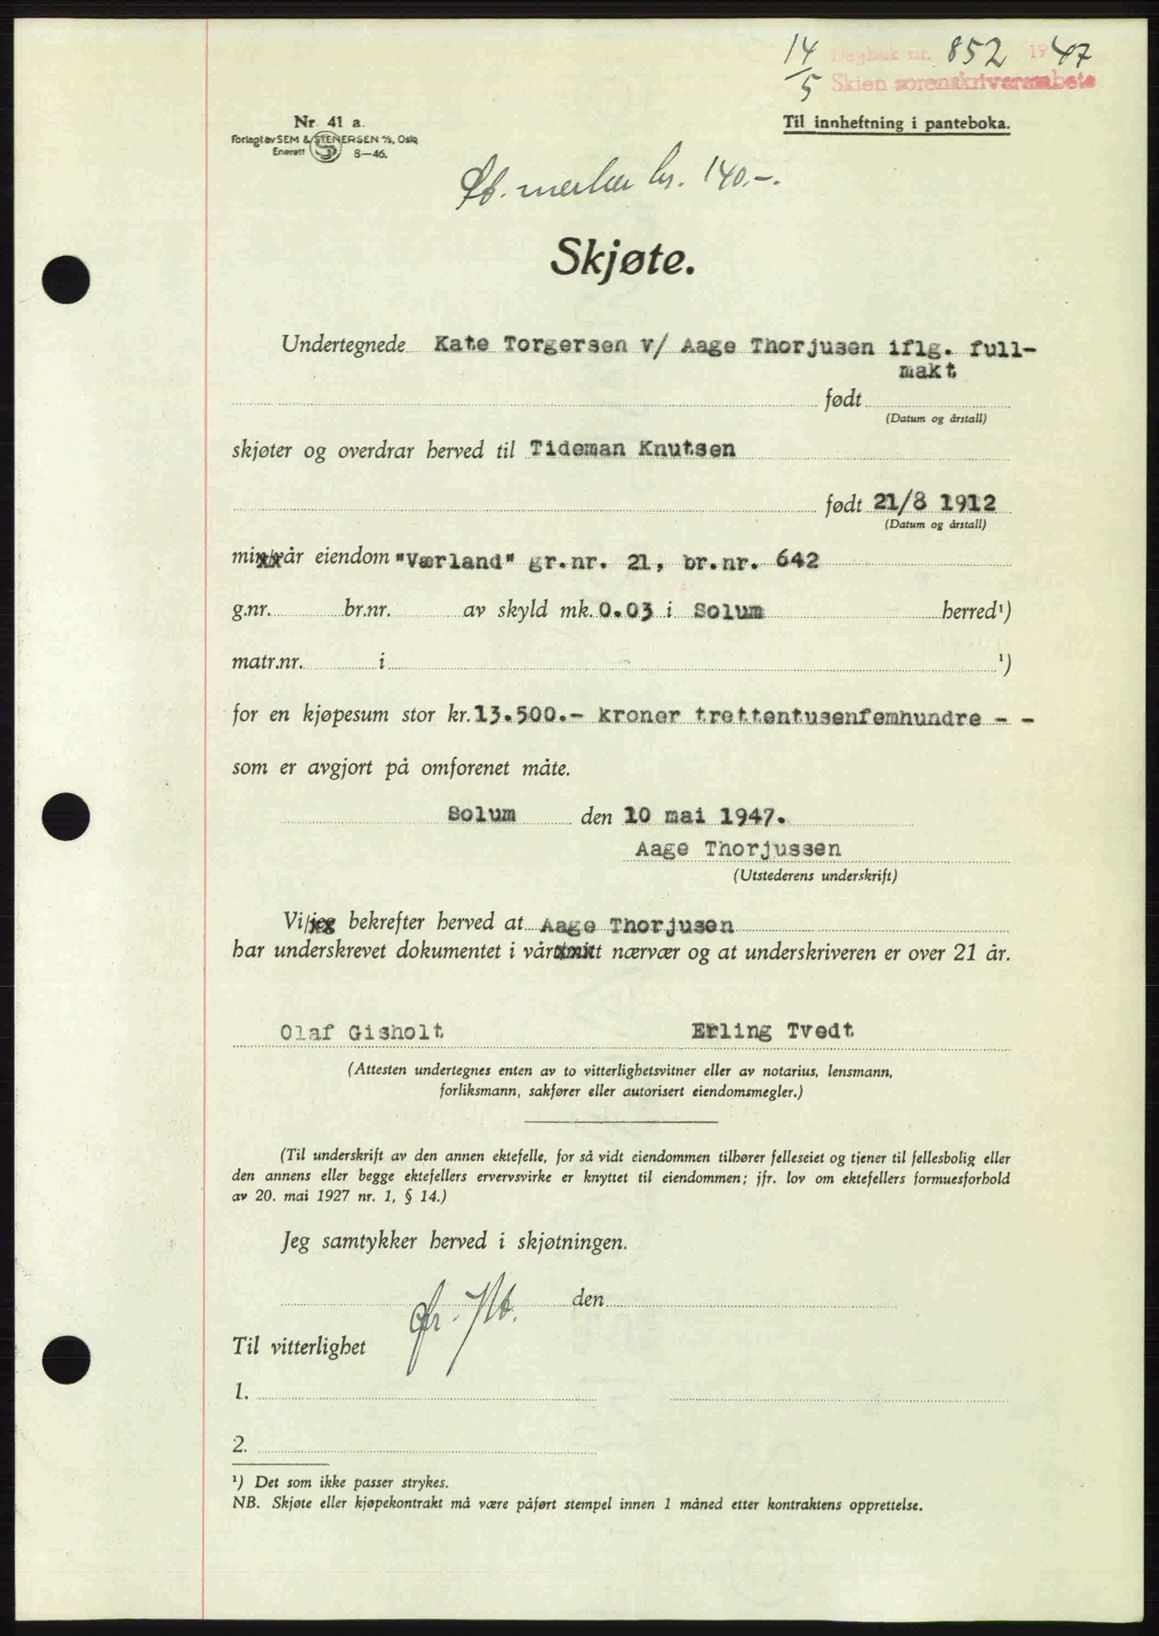 14/5 Dagbok nr. 852 1947
Skien sorenskriverembete
Nr. 41 a.
Til innheftning i panteboka.
Forlagt av SEM & STENERSEN A/S, Oslo
Enerett 8—46.
St. merker kr. 140.-.
Skjøte.
Undertegnede Kate Torgersen v/ Aage Thorjusen iflg. full-
makt
født
(Datum og årstall)
skjøter og overdrar herved til Tideman Knutsen
født 21/8 1912
(Datum og årstall)
min/vår eiendom "Værland" gr.nr. 21, br.nr. 642
g.nr. br.nr. av skyld mk. 0.03 i Solum herred¹)
matr.nr. i ¹)
for en kjøpesum stor kr. 13.500.- kroner trettentusenfemhundre - -
som er avgjort på omforenet måte.
Solum den 10 mai 1947.
Aage Thorjussen
(Utstederens underskrift)
Vi/jeg bekrefter herved at Aage Thorjusen
har underskrevet dokumentet i vårt/mitt nærvær og at underskriveren er over 21 år.
Olaf Gisholt Erling Tvedt
(Attesten undertegnes enten av to vitterlighetsvitner eller av notarius, lensmann,
forliksmann, sakfører eller autorisert eiendomsmegler.)
(Til underskrift av den annen ektefelle, for så vidt eiendommen tilhører felleseiet og tjener til fellesbolig eller
den annens eller begge ektefellers ervervsvirke er knyttet til eiendommen; jfr. lov om ektefellers formuesforhold
av 20. mai 1927 nr. 1, § 14.)
Jeg samtykker herved i skjøtningen.
den
Til vitterlighet
1.
2.
¹) Det som ikke passer strykes.
NB. Skjøte eller kjøpekontrakt må være påført stempel innen 1 måned etter kontraktens opprettelse.